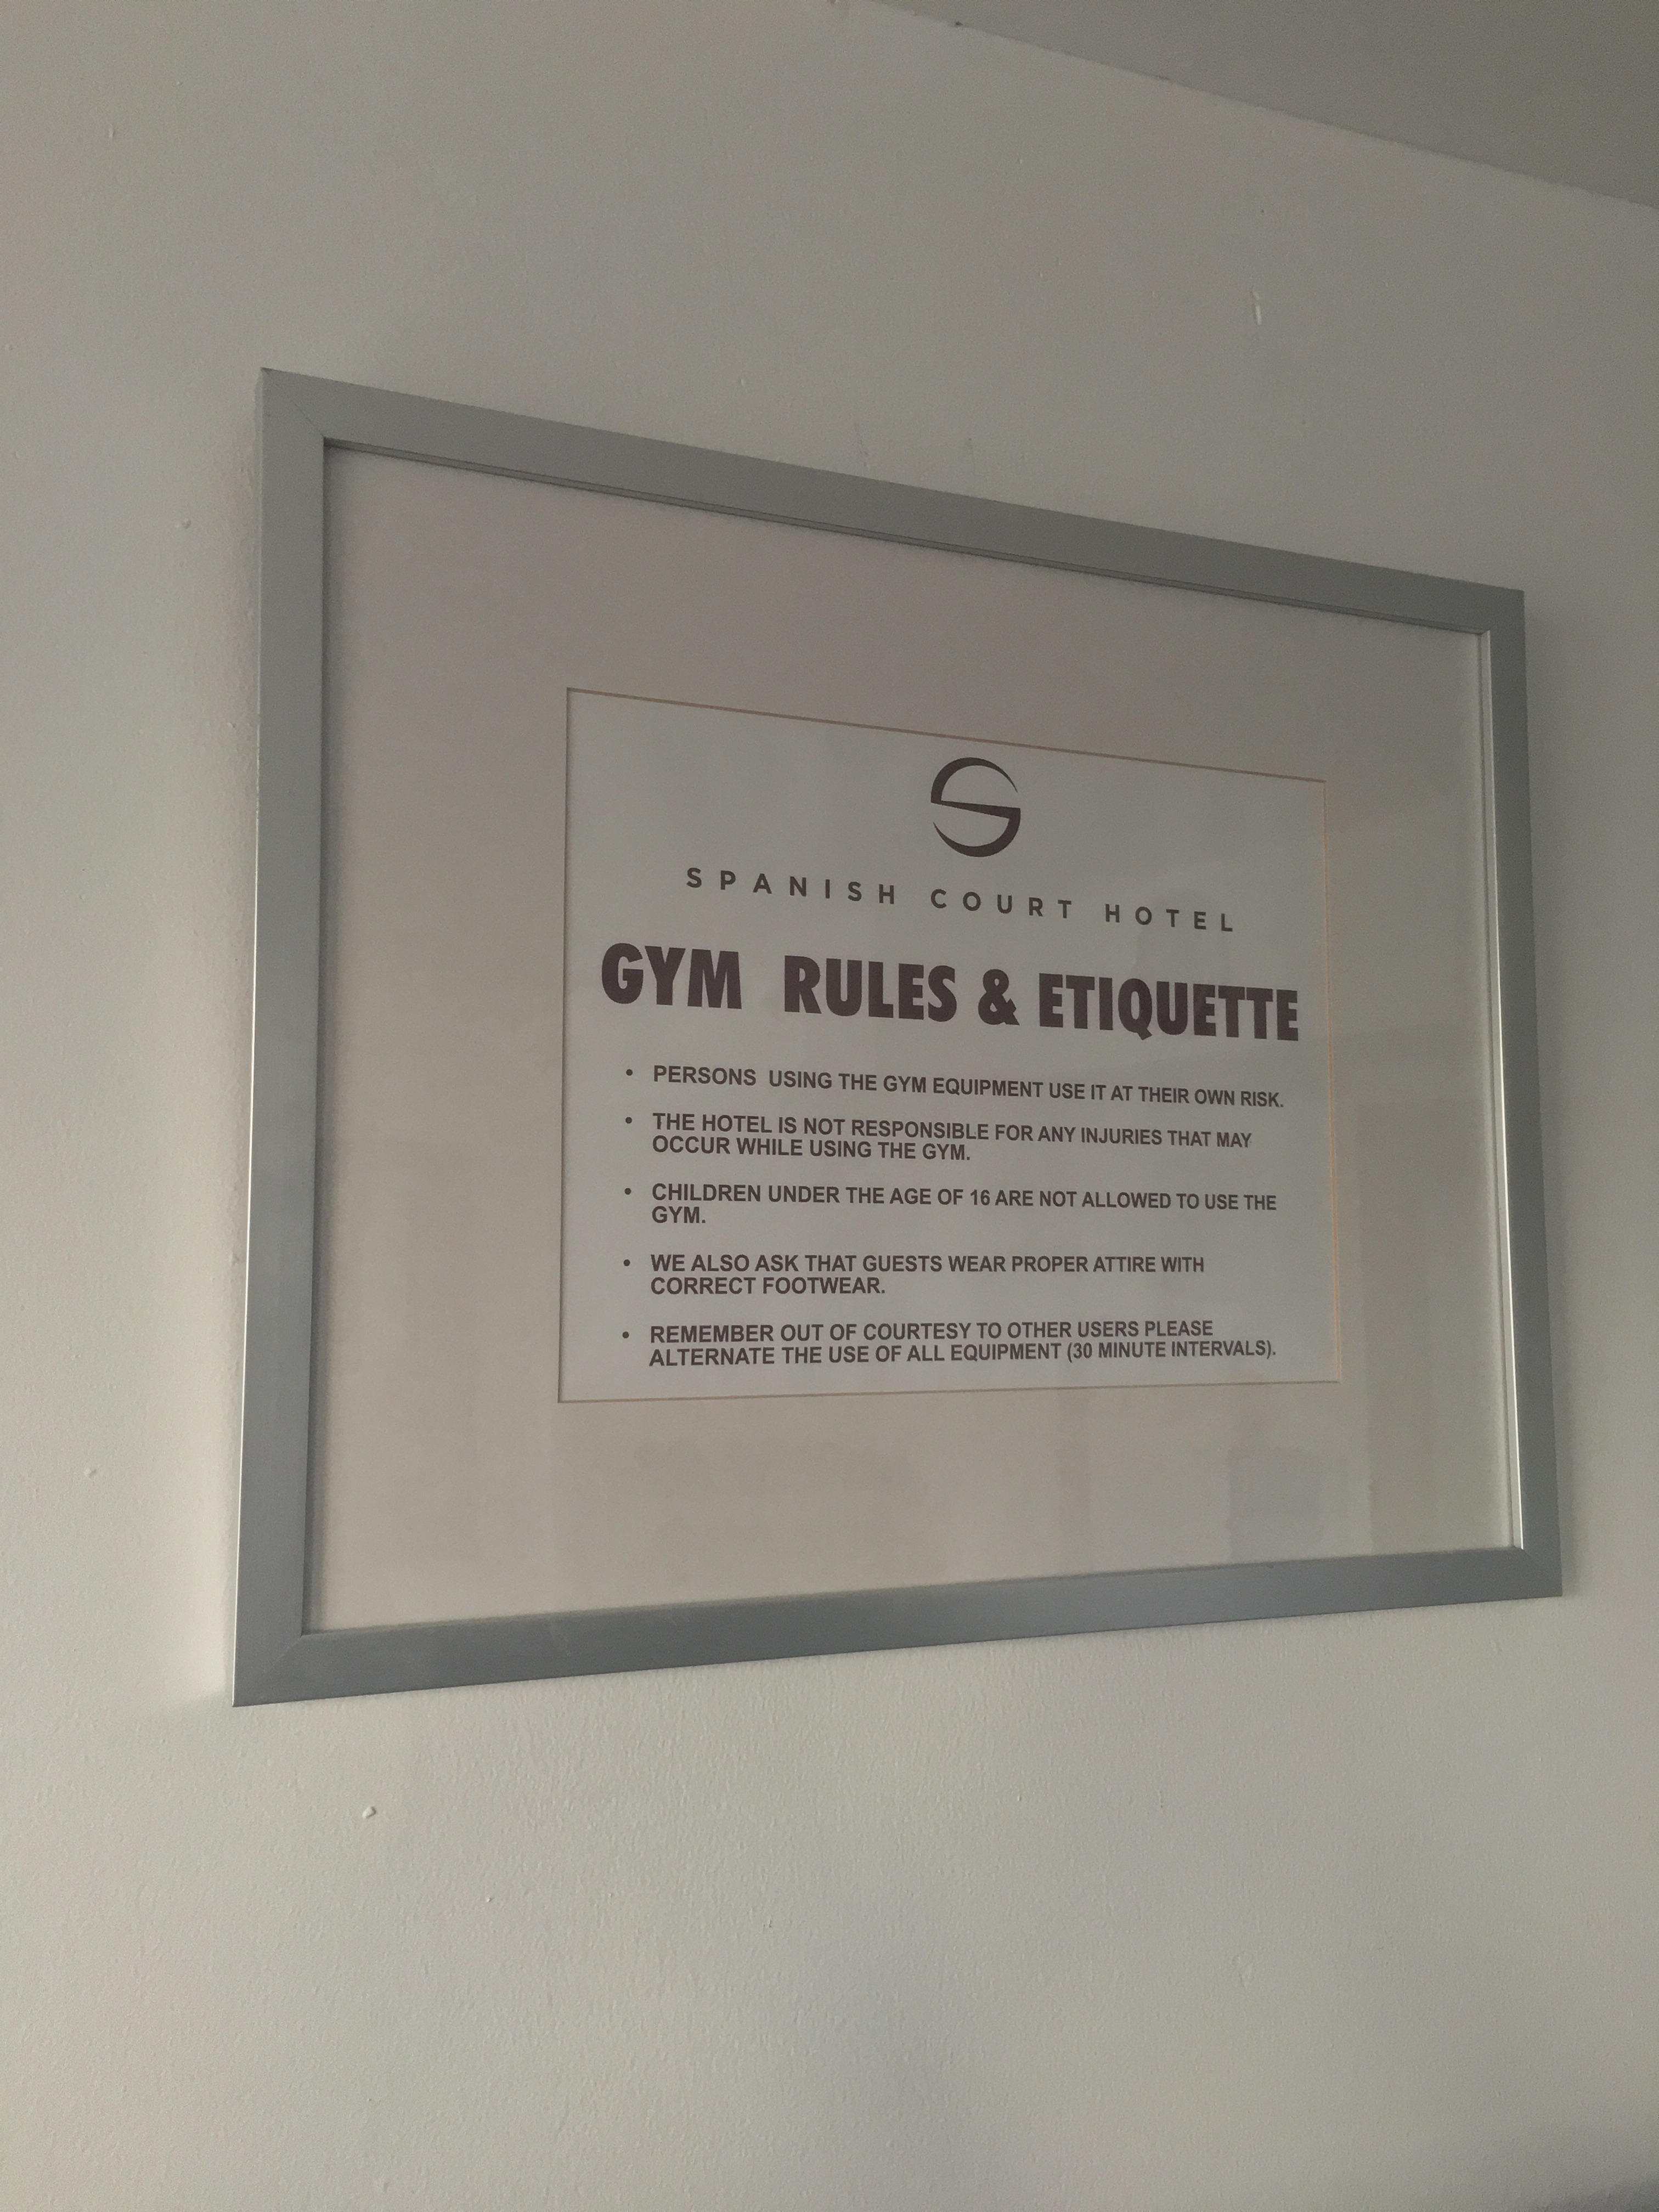 S
SPANISH COURT HOTEL
GYM RULES & ETIQUETTE
• PERSONS USING THE GYM EQUIPMENT USE IT AT THEIR OWN RISK.
• THE HOTEL IS NOT RESPONSIBLE FOR ANY INJURIES THAT MAY
OCCUR WHILE USING THE GYM.
• CHILDREN UNDER THE AGE OF 16 ARE NOT ALLOWED TO USE THE
GYM.
• WE ALSO ASK THAT GUESTS WEAR PROPER ATTIRE WITH
CORRECT FOOTWEAR.
• REMEMBER OUT OF COURTESY TO OTHER USERS PLEASE
ALTERNATE THE USE OF ALL EQUIPMENT (30 MINUTE INTERVALS).